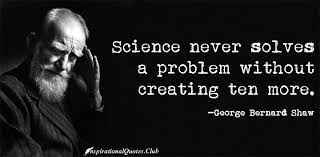 Science never solves
a problem without
creating ten more.
—George Bernard Shaw
InspirationalQuotes.Club